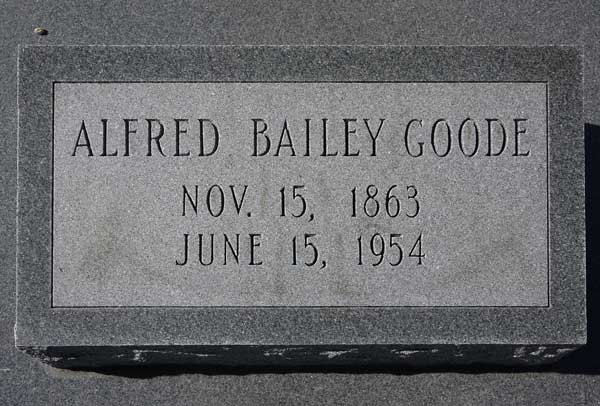 ALFRED BAILEY GOODE
NOV. 15, 1863
JUNE 15, 1954